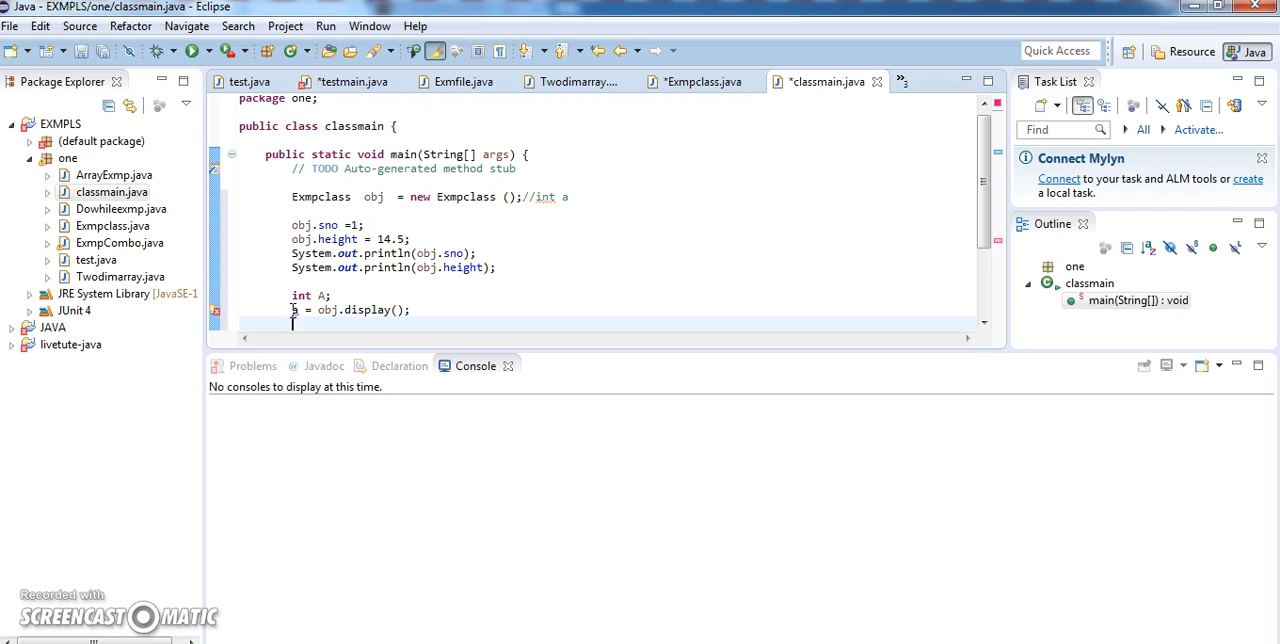 Java - EXMPLS/one/classmain.java - Eclipse
File Edit Source Refactor Navigate Search Project Run Window Help
Quick Access Resource Java
Package Explorer
test.java *testmain.java Exmfile.java Twodimarray.... *Exmpclass.java *classmain.java »3
Task List
EXMPLS
(default package)
one
ArrayExmp.java
classmain.java
Dowhileexmp.java
Exmpclass.java
ExmpCombo.java
test.java
Twodimarray.java
JRE System Library [JavaSE-1
JUnit 4
JAVA
livetute-java
package one;
public class classmain {
public static void main(String[] args) {
// TODO Auto-generated method stub
Exmpclass obj = new Exmpclass ();//int a
obj.sno =1;
obj.height = 14.5;
System.out.println(obj.sno);
System.out.println(obj.height);
int A;
a = obj.display();
Find All Activate...
Connect Mylyn
Connect to your task and ALM tools or create
a local task.
Outline
one
classmain
main(String[]) : void
Problems Javadoc Declaration Console
No consoles to display at this time.
Recorded with
SCREENCAST MATIC